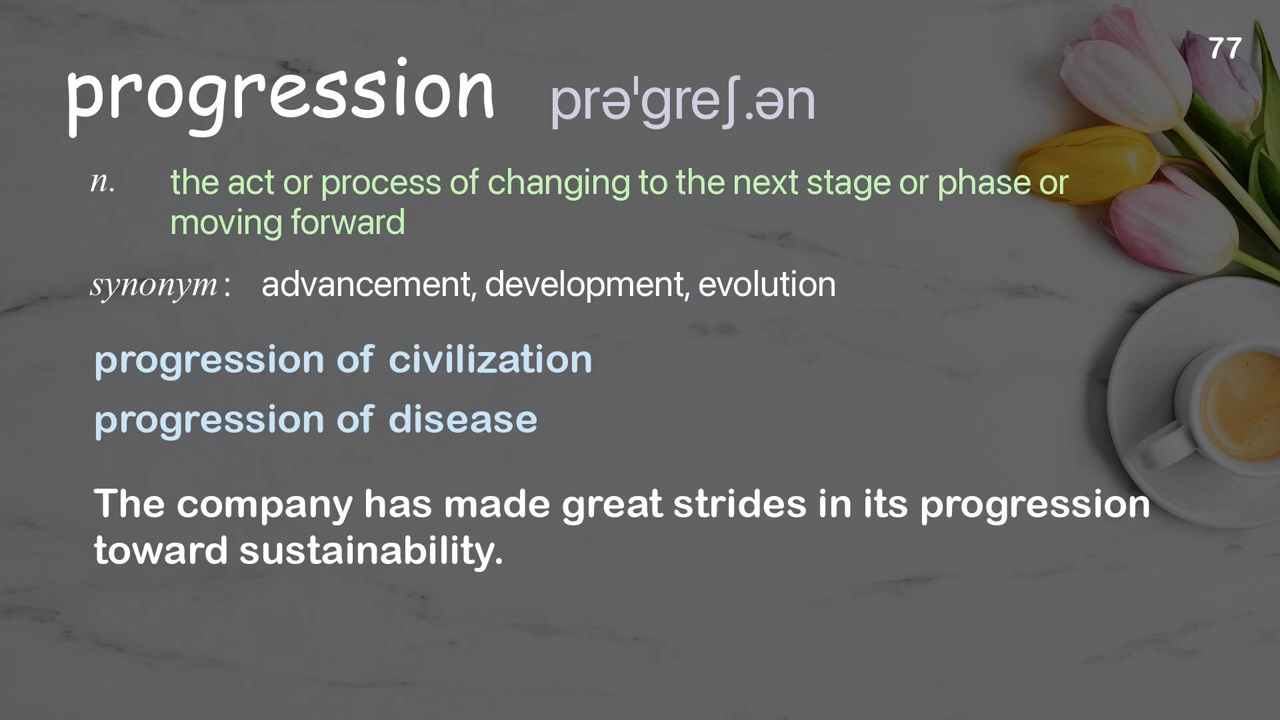 77
progression prəˈgreʃ.ən
n. the act or process of changing to the next stage or phase or
moving forward
synonym: advancement, development, evolution
progression of civilization
progression of disease
The company has made great strides in its progression
toward sustainability.